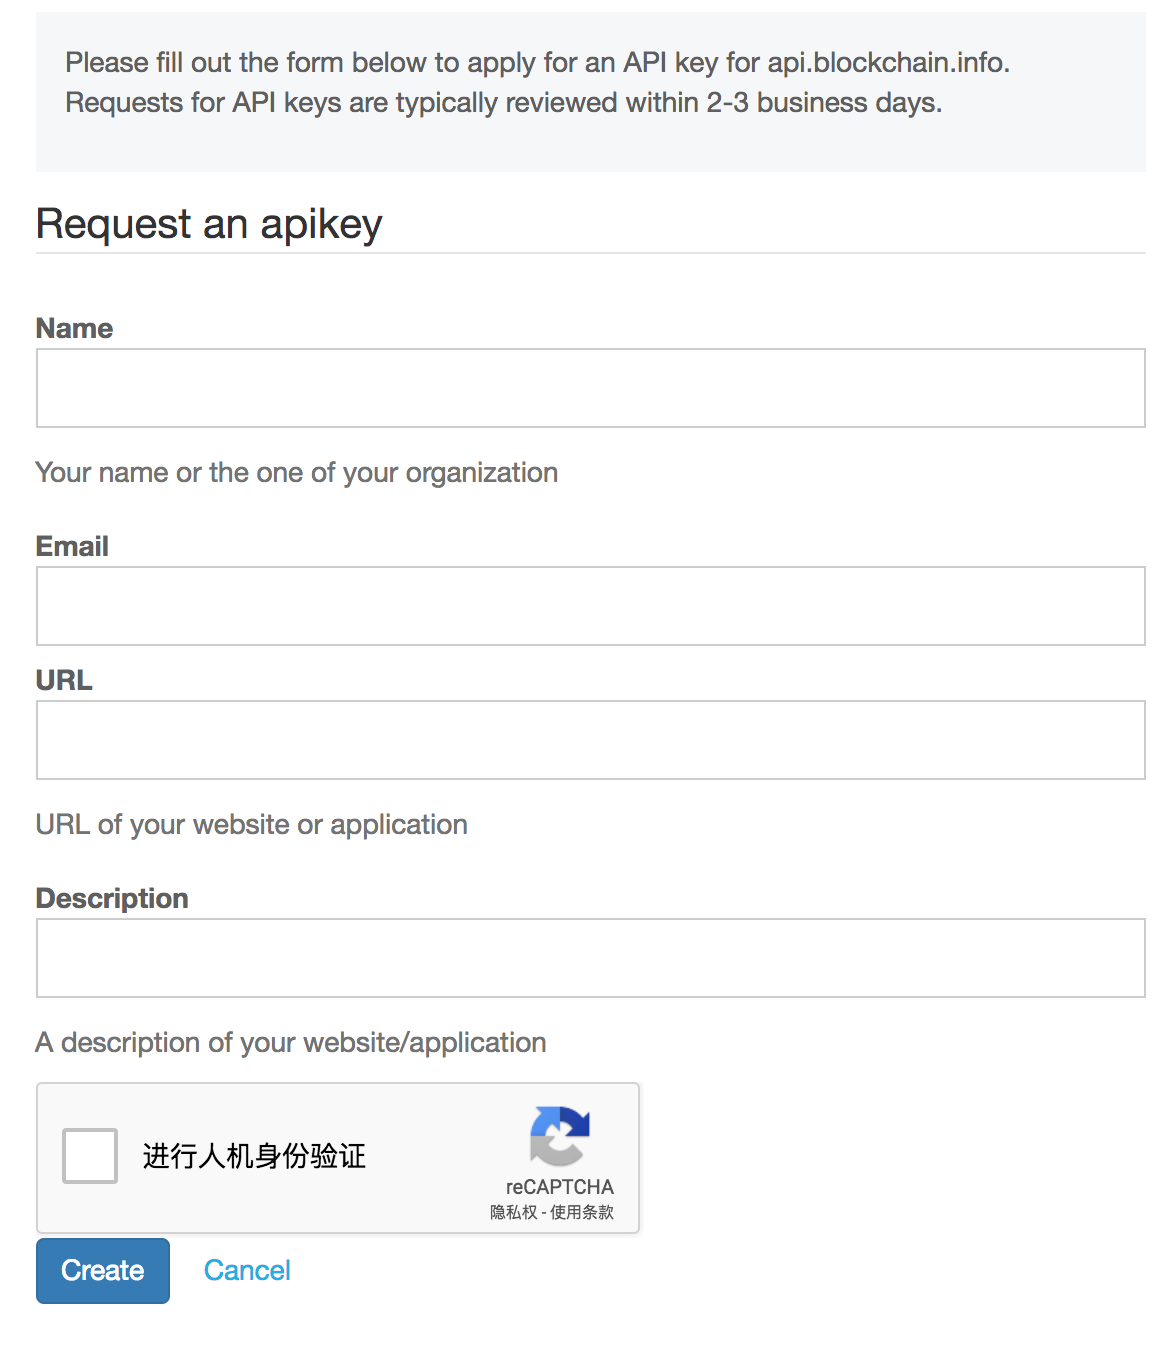 Please fill out the form below to apply for an API key for api.blockchain.info.
Requests for API keys are typically reviewed within 2-3 business days.
Request an apikey
Name
Your name or the one of your organization
Email
URL
URL of your website or application
Description
A description of your website/application
进行人机身份验证
reCAPTCHA
隐私权 - 使用条款
Create
Cancel